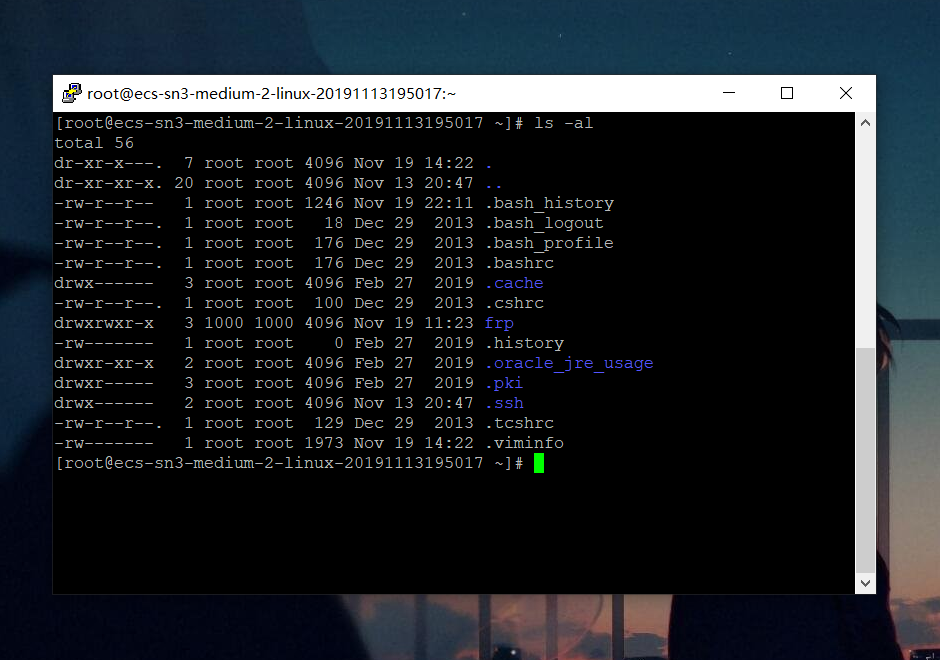 root@ecs-sn3-medium-2-linux-20191113195017:~
[root@ecs-sn3-medium-2-linux-20191113195017 ~]# ls -al
total 56
dr-xr-x---.  7 root root 4096 Nov 19 14:22 .
dr-xr-xr-x. 20 root root 4096 Nov 13 20:47 ..
-rw-r--r--   1 root root 1246 Nov 19 22:11 .bash_history
-rw-r--r--.  1 root root   18 Dec 29  2013 .bash_logout
-rw-r--r--.  1 root root  176 Dec 29  2013 .bash_profile
-rw-r--r--.  1 root root  176 Dec 29  2013 .bashrc
drwx------   3 root root 4096 Feb 27  2019 .cache
-rw-r--r--.  1 root root  100 Dec 29  2013 .cshrc
drwxrwxr-x   3 1000 1000 4096 Nov 19 11:23 frp
-rw-------   1 root root    0 Feb 27  2019 .history
drwxr-xr-x   2 root root 4096 Feb 27  2019 .oracle_jre_usage
drwxr-----   3 root root 4096 Feb 27  2019 .pki
drwx------   2 root root 4096 Nov 13 20:47 .ssh
-rw-r--r--.  1 root root  129 Dec 29  2013 .tcshrc
-rw-------   1 root root 1973 Nov 19 14:22 .viminfo
[root@ecs-sn3-medium-2-linux-20191113195017 ~]#